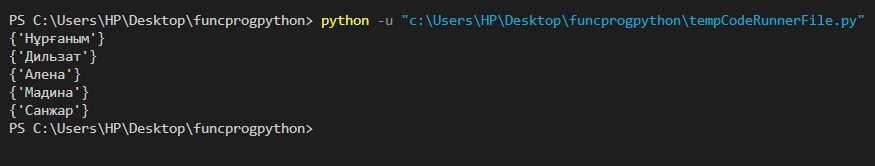 PS C:\Users\HP\Desktop\funcprogpython> python -u "c:\Users\HP\Desktop\funcprogpython\tempCodeRunnerFile.py"
{'Нұрғаным'}
{'Дильзат'}
{'Алена'}
{'Мадина'}
{'Санжар'}
PS C:\Users\HP\Desktop\funcprogpython>